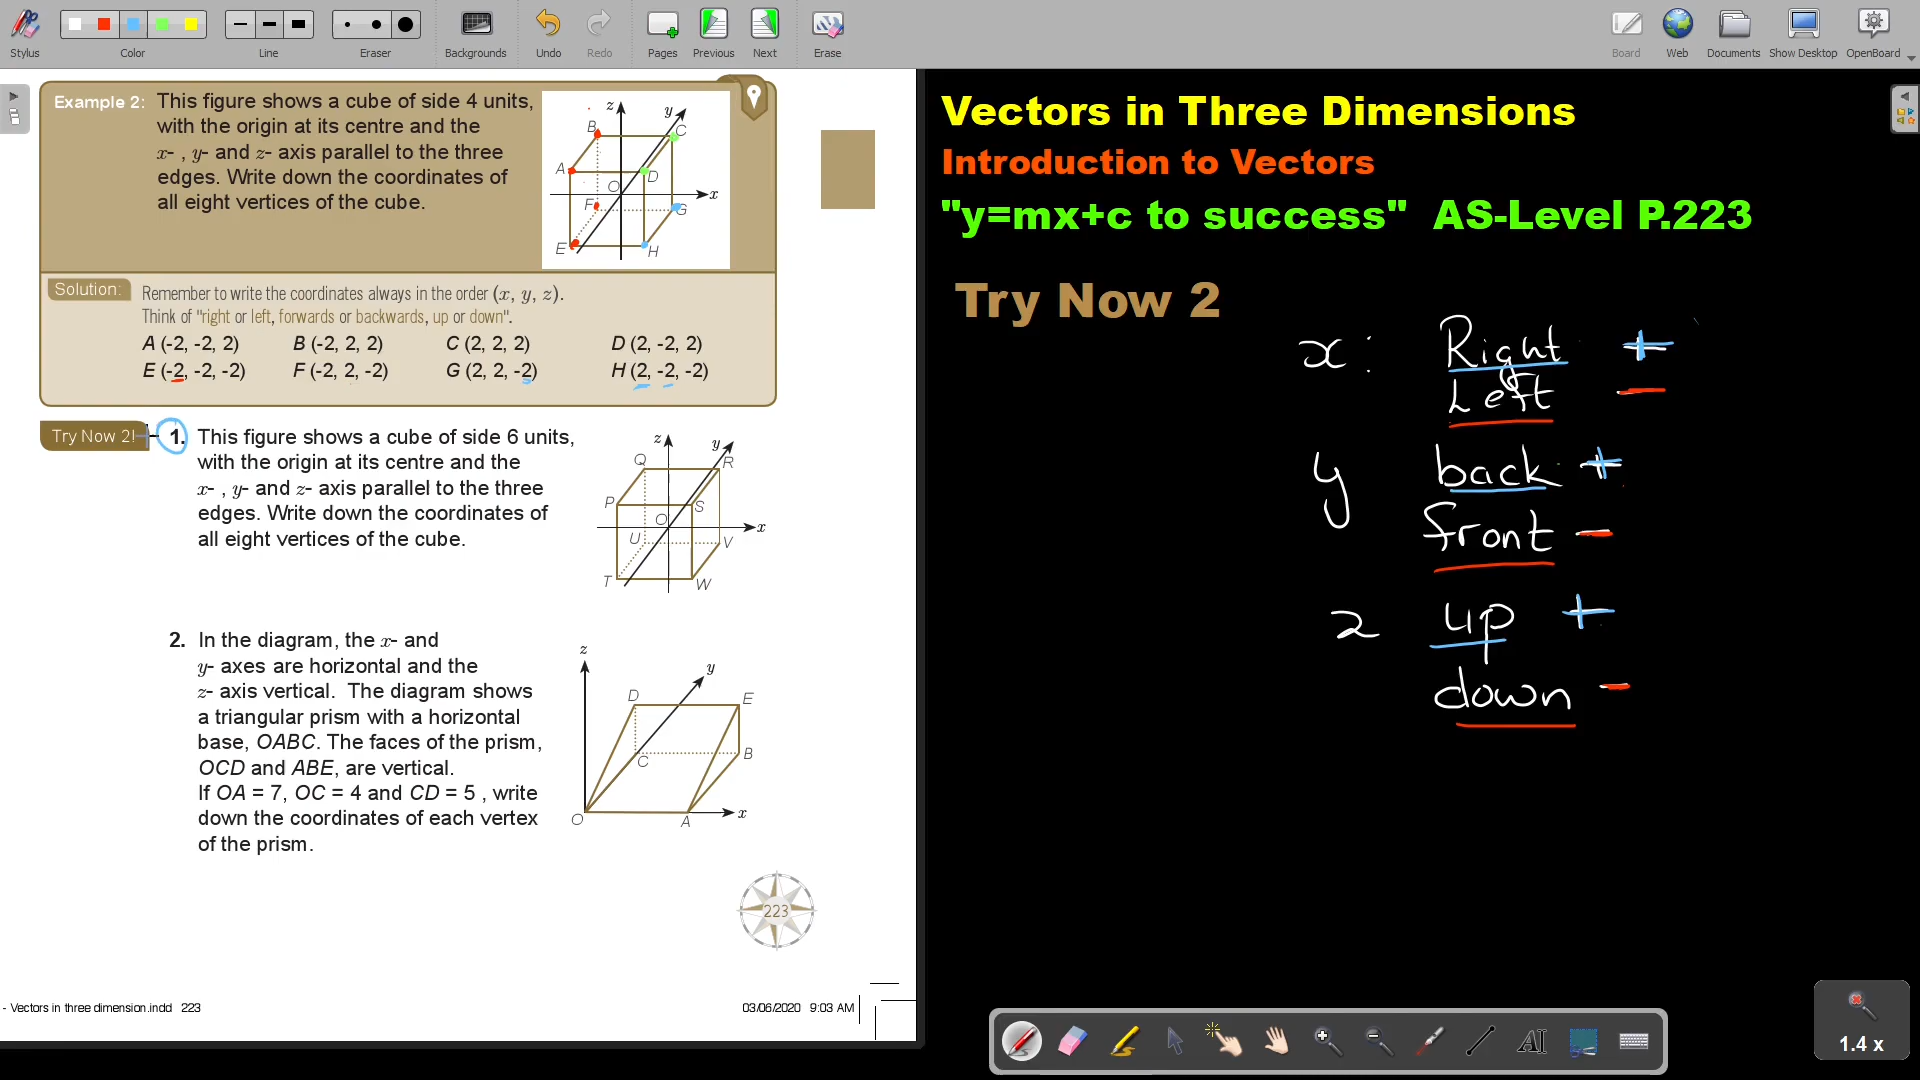 Stylus
Color
Line
Eraser
Backgrounds
Undo
Redo
Pages
Previous
Next
Erase
Board
Web
Documents
Show Desktop
OpenBoard
Example 2: This figure shows a cube of side 4 units,
with the origin at its centre and the
x- , y- and z- axis parallel to the three
edges. Write down the coordinates of
all eight vertices of the cube.
z
y
B
C
A
D
O
x
F
G
E
H
Solution:
Remember to write the coordinates always in the order (x, y, z).
Think of "right or left, forwards or backwards, up or down".
A (-2, -2, 2) B (-2, 2, 2) C (2, 2, 2) D (2, -2, 2)
E (-2, -2, -2) F (-2, 2, -2) G (2, 2, -2) H (2, -2, -2)
Try Now 2!
1. This figure shows a cube of side 6 units,
with the origin at its centre and the
x- , y- and z- axis parallel to the three
edges. Write down the coordinates of
all eight vertices of the cube.
z
y
Q
R
P
S
O
x
U
V
T
W
2. In the diagram, the x- and
y- axes are horizontal and the
z- axis vertical. The diagram shows
a triangular prism with a horizontal
base, OABC. The faces of the prism,
OCD and ABE, are vertical.
If OA = 7, OC = 4 and CD = 5 , write
down the coordinates of each vertex
of the prism.
z
y
D
E
C
B
O
A
x
223
- Vectors in three dimension.indd 223
03/06/2020 9:03 AM
Vectors in Three Dimensions
Introduction to Vectors
"y=mx+c to success" AS-Level P.223
Try Now 2
x: Right +
Left -
y back +
front -
z up +
down -
1.4 x